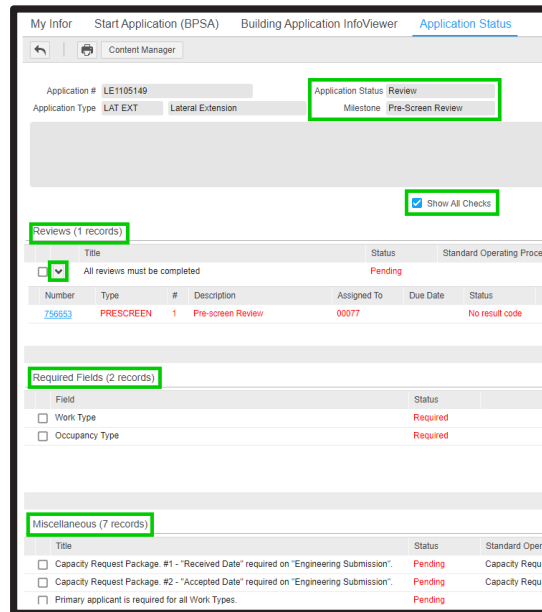 My Infor Start Application (BPSA) Building Application InfoViewer Application Status
Content Manager
Application # LE1105149 Application Status Review
Application Type LAT EXT Lateral Extension Milestone Pre-Screen Review
Show All Checks
Reviews (1 records)
Title Status Standard Operating Proce
All reviews must be completed Pending
Number Type # Description Assigned To Due Date Status
756653 PRESCREEN 1 Pre-screen Review 00077 No result code
Required Fields (2 records)
Field Status
Work Type Required
Occupancy Type Required
Miscellaneous (7 records)
Title Status Standard Oper
Capacity Request Package. #1 - "Received Date" required on "Engineering Submission". Pending Capacity Requ
Capacity Request Package. #2 - "Accepted Date" required on "Engineering Submission". Pending Capacity Requ
Primary applicant is required for all Work Types. Pending